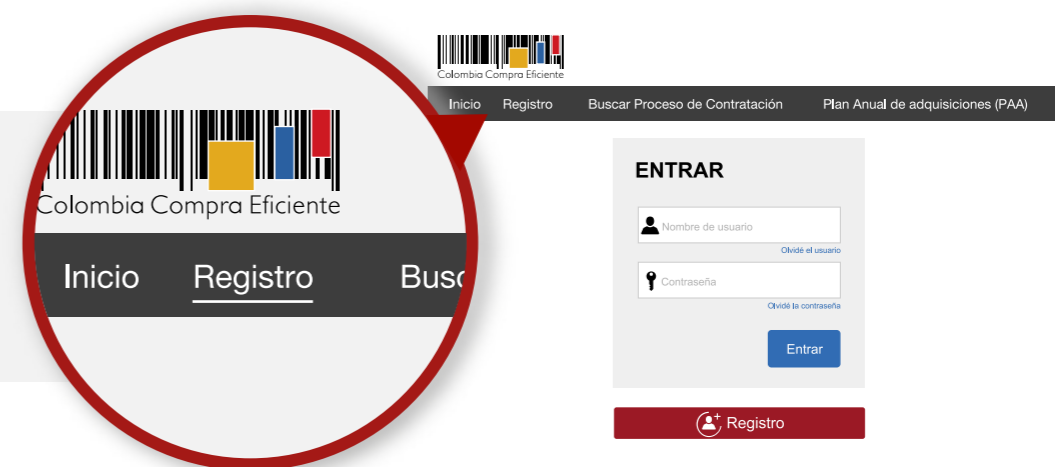 Colombia Compra Eficiente
Inicio Registro Buscar Proceso de Contratación Plan Anual de adquisiciones (PAA)
Colombia Compra Eficiente
Inicio Registro Busc
ENTRAR
Nombre de usuario
Olvidé el usuario
Contraseña
Olvidé la contraseña
Entrar
Registro